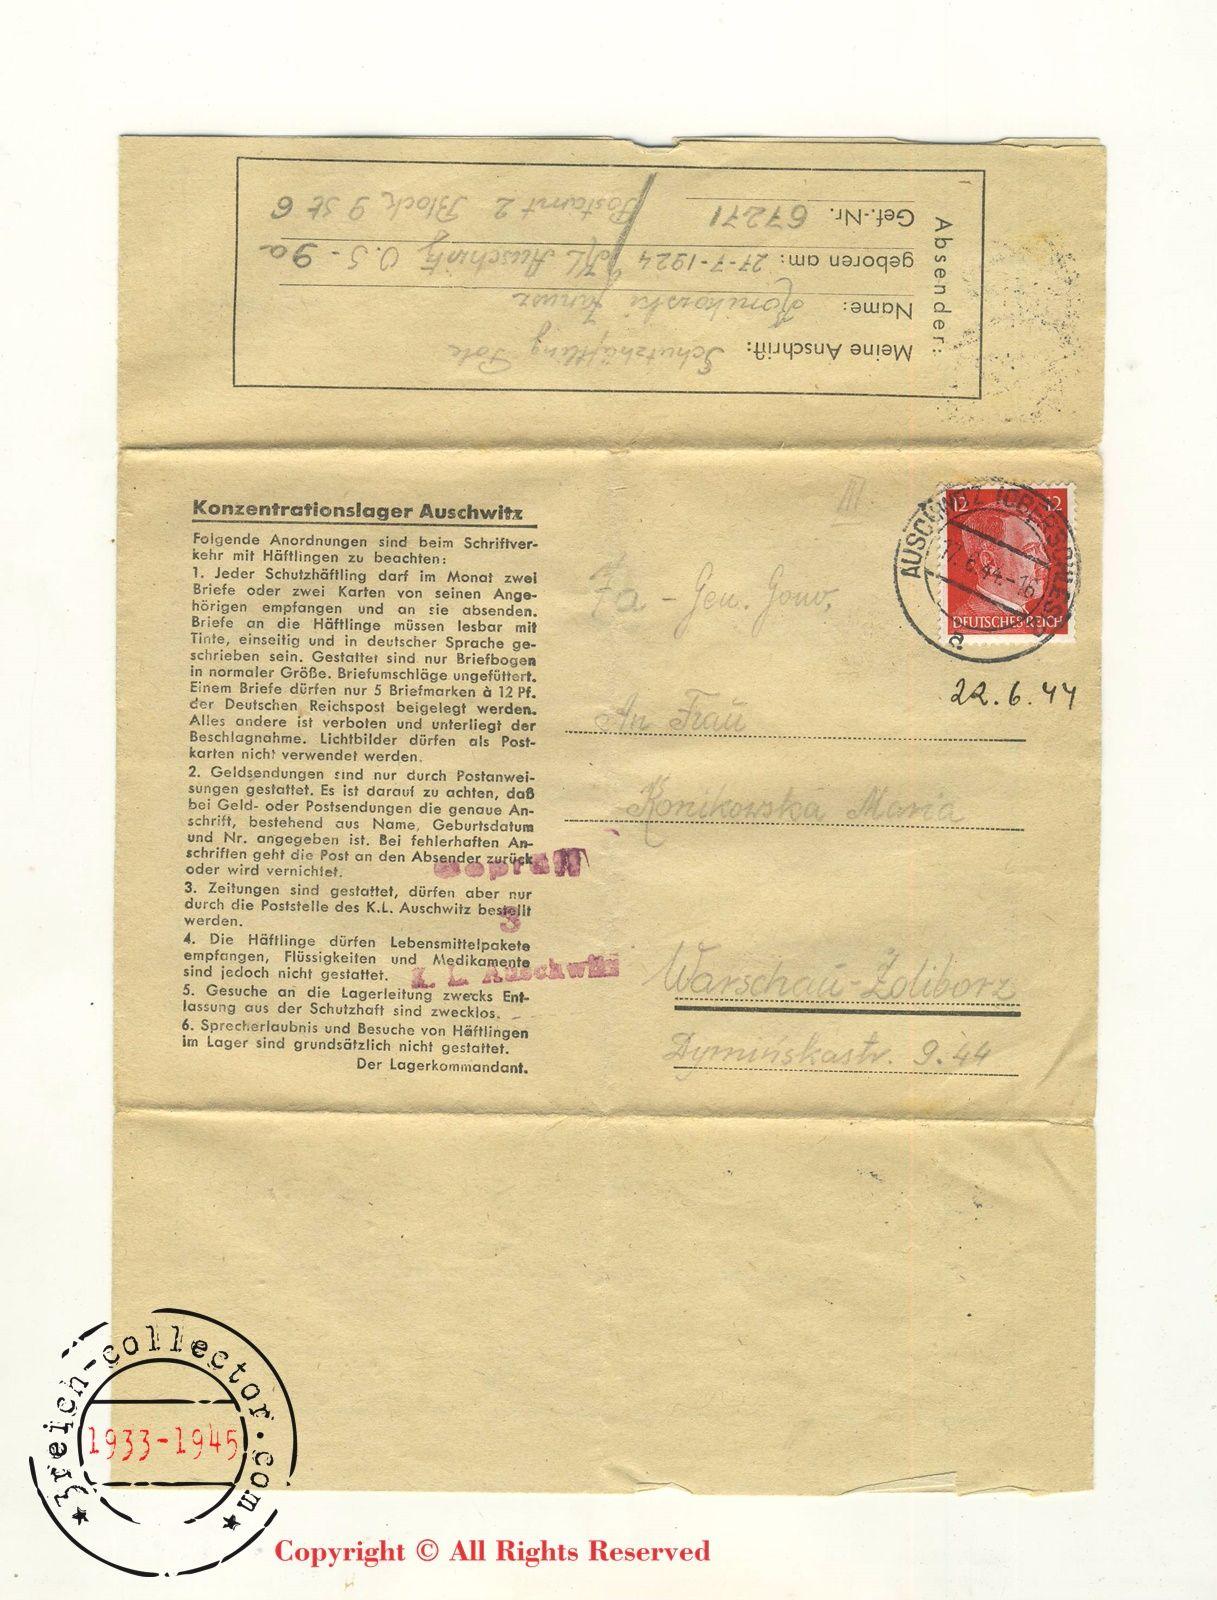 Absender:
Meine Anschrift: Schutzhäftling Pole
Name: Konikowski Janusz
geboren am: 27-7-1924 K/L Auschwitz O.S - 9a
Gef.-Nr. 67271 Postamt 2 Block 9 St 6
Konzentrationslager Auschwitz
Folgende Anordnungen sind beim Schriftver-
kehr mit Häftlingen zu beachten:
1. Jeder Schutzhäftling darf im Monat zwei
Briefe oder zwei Karten von seinen Ange-
hörigen empfangen und an sie absenden.
Briefe an die Häftlinge müssen lesbar mit
Tinte, einseitig und in deutscher Sprache ge-
schrieben sein. Gestattet sind nur Briefbogen
in normaler Größe. Briefumschläge ungefüttert.
Einem Briefe dürfen nur 5 Briefmarken à 12 Pf.
der Deutschen Reichspost beigelegt werden.
Alles andere ist verboten und unterliegt der
Beschlagnahme. Lichtbilder dürfen als Post-
karten nicht verwendet werden.
2. Geldsendungen sind nur durch Postanwei-
sungen gestattet. Es ist darauf zu achten, daß
bei Geld- oder Postsendungen die genaue An-
schrift, bestehend aus Name, Geburtsdatum
und Nr. angegeben ist. Bei fehlerhaften An-
schriften geht die Post an den Absender zurück
oder wird vernichtet.
3. Zeitungen sind gestattet, dürfen aber nur
durch die Poststelle des K.L. Auschwitz bestellt
werden.
4. Die Häftlinge dürfen Lebensmittelpakete
empfangen, Flüssigkeiten und Medikamente
sind jedoch nicht gestattet.
5. Gesuche an die Lagerleitung zwecks Ent-
lassung aus der Schutzhaft sind zwecklos.
6. Sprecherlaubnis und Besuche von Häftlingen
im Lager sind grundsätzlich nicht gestattet.
Der Lagerkommandant.
Geprüft
3
K. L. Auschwitz
III
12 12
DEUTSCHES REICH
AUSCHWITZ (OBERSCHLES)
17.6.44.-16
a
22.6.44
7a - Gen. Gouv.
An Frau
Konikowska Maria
Warschau-Żoliborz
Dymińskastr. 9.44
3reich-collector.com
1933-1945
Copyright © All Rights Reserved